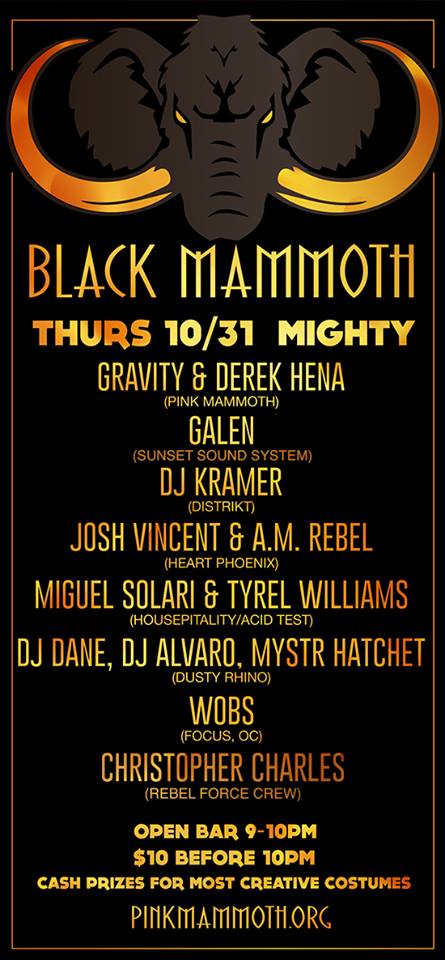 BLACK MAMMOTH
THURS 10/31 MIGHTY
GRAVITY & DEREK HENA
(PINK MAMMOTH)
GALEN
(SUNSET SOUND SYSTEM)
DJ KRAMER
(DISTRIKT)
JOSH VINCENT & A.M. REBEL
(HEART PHOENIX)
MIGUEL SOLARI & TYREL WILLIAMS
(HOUSEPITALITY/ACID TEST)
DJ DANE, DJ ALVARO, MYSTR HATCHET
(DUSTY RHINO)
WOBS
(FOCUS, OC)
CHRISTOPHER CHARLES
(REBEL FORCE CREW)
OPEN BAR 9-10PM
$10 BEFORE 10PM
CASH PRIZES FOR MOST CREATIVE COSTUMES
PINKMAMMOTH.ORG